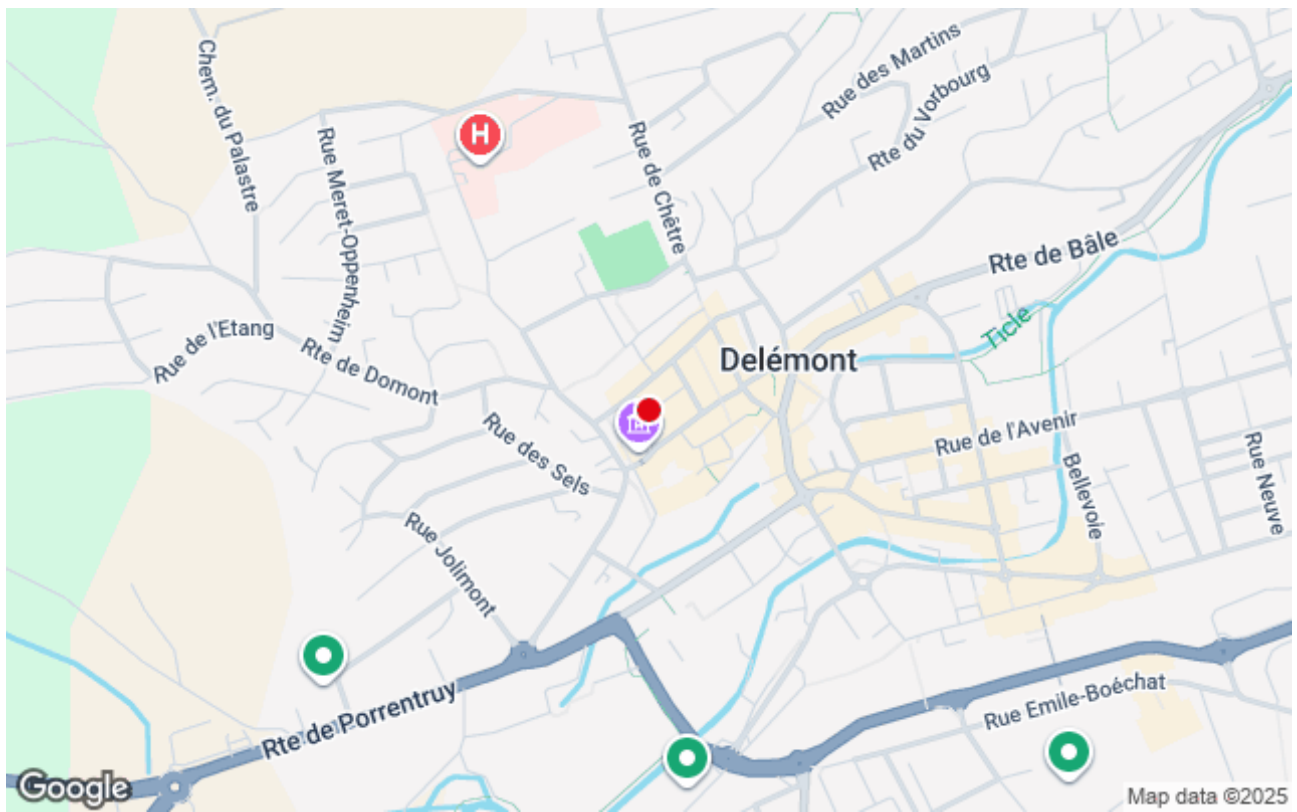 Chem. du Palastre
Rue Meret-Oppenheim
H
Rue de Chêtre
Rue des Martins
Rte du Vorbourg
Rte de Bâle
Ticle
Delémont
Rue de l'Etang
Rte de Domont
Rue des Sels
Rue Jolimont
Rue de l'Avenir
Bellevoie
Rue Neuve
Rte de Porrentruy
Rue Emile-Boéchat
Google
Map data ©2025